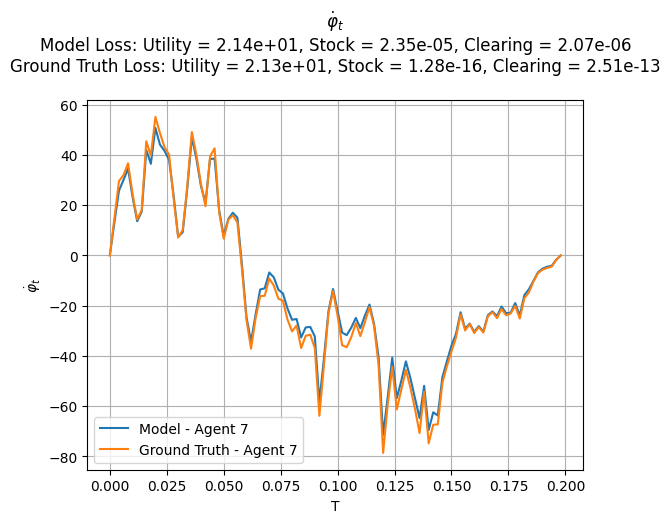 φ̇ₜ
Model Loss: Utility = 2.14e+01, Stock = 2.35e-05, Clearing = 2.07e-06
Ground Truth Loss: Utility = 2.13e+01, Stock = 1.28e-16, Clearing = 2.51e-13
60
40
20
0
−20
−40
−60
−80
φ̇ₜ
Model - Agent 7
Ground Truth - Agent 7
0.000 0.025 0.050 0.075 0.100 0.125 0.150 0.175 0.200
T